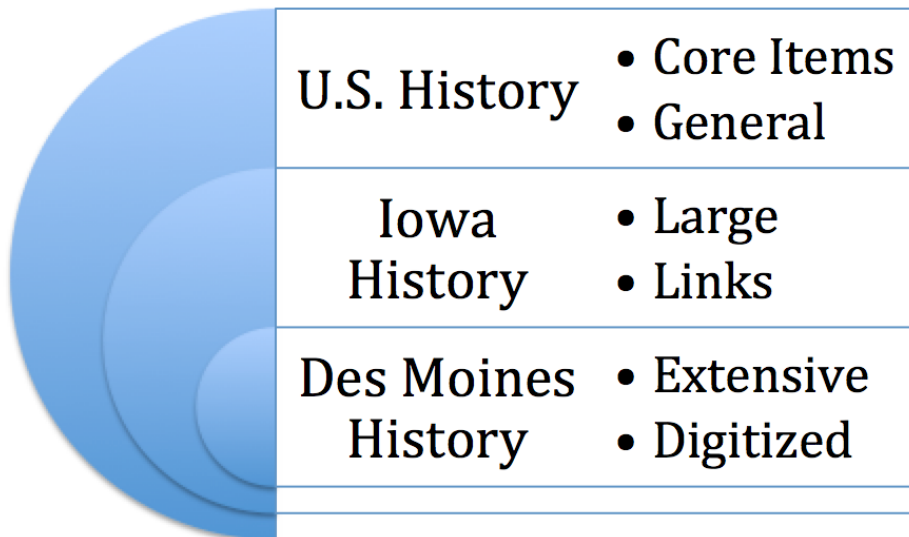 U.S. History
• Core Items
• General
Iowa
History
• Large
• Links
Des Moines
History
• Extensive
• Digitized